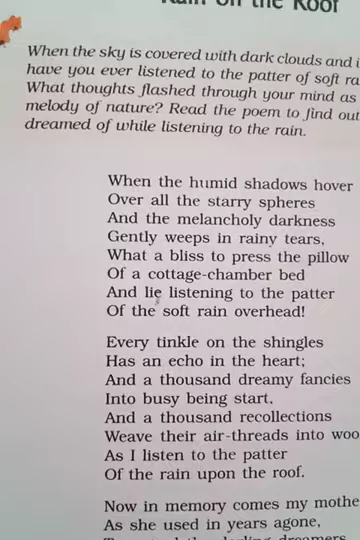 Rain on the Roof
When the sky is covered with dark clouds and i
have you ever listened to the patter of soft ra
What thoughts flashed through your mind as
melody of nature? Read the poem to find out
dreamed of while listening to the rain.
When the humid shadows hover
Over all the starry spheres
And the melancholy darkness
Gently weeps in rainy tears,
What a bliss to press the pillow
Of a cottage-chamber bed
And lie listening to the patter
Of the soft rain overhead!
Every tinkle on the shingles
Has an echo in the heart;
And a thousand dreamy fancies
Into busy being start,
And a thousand recollections
Weave their air-threads into woo
As I listen to the patter
Of the rain upon the roof.
Now in memory comes my mothe
As she used in years agone,
darling dreamers